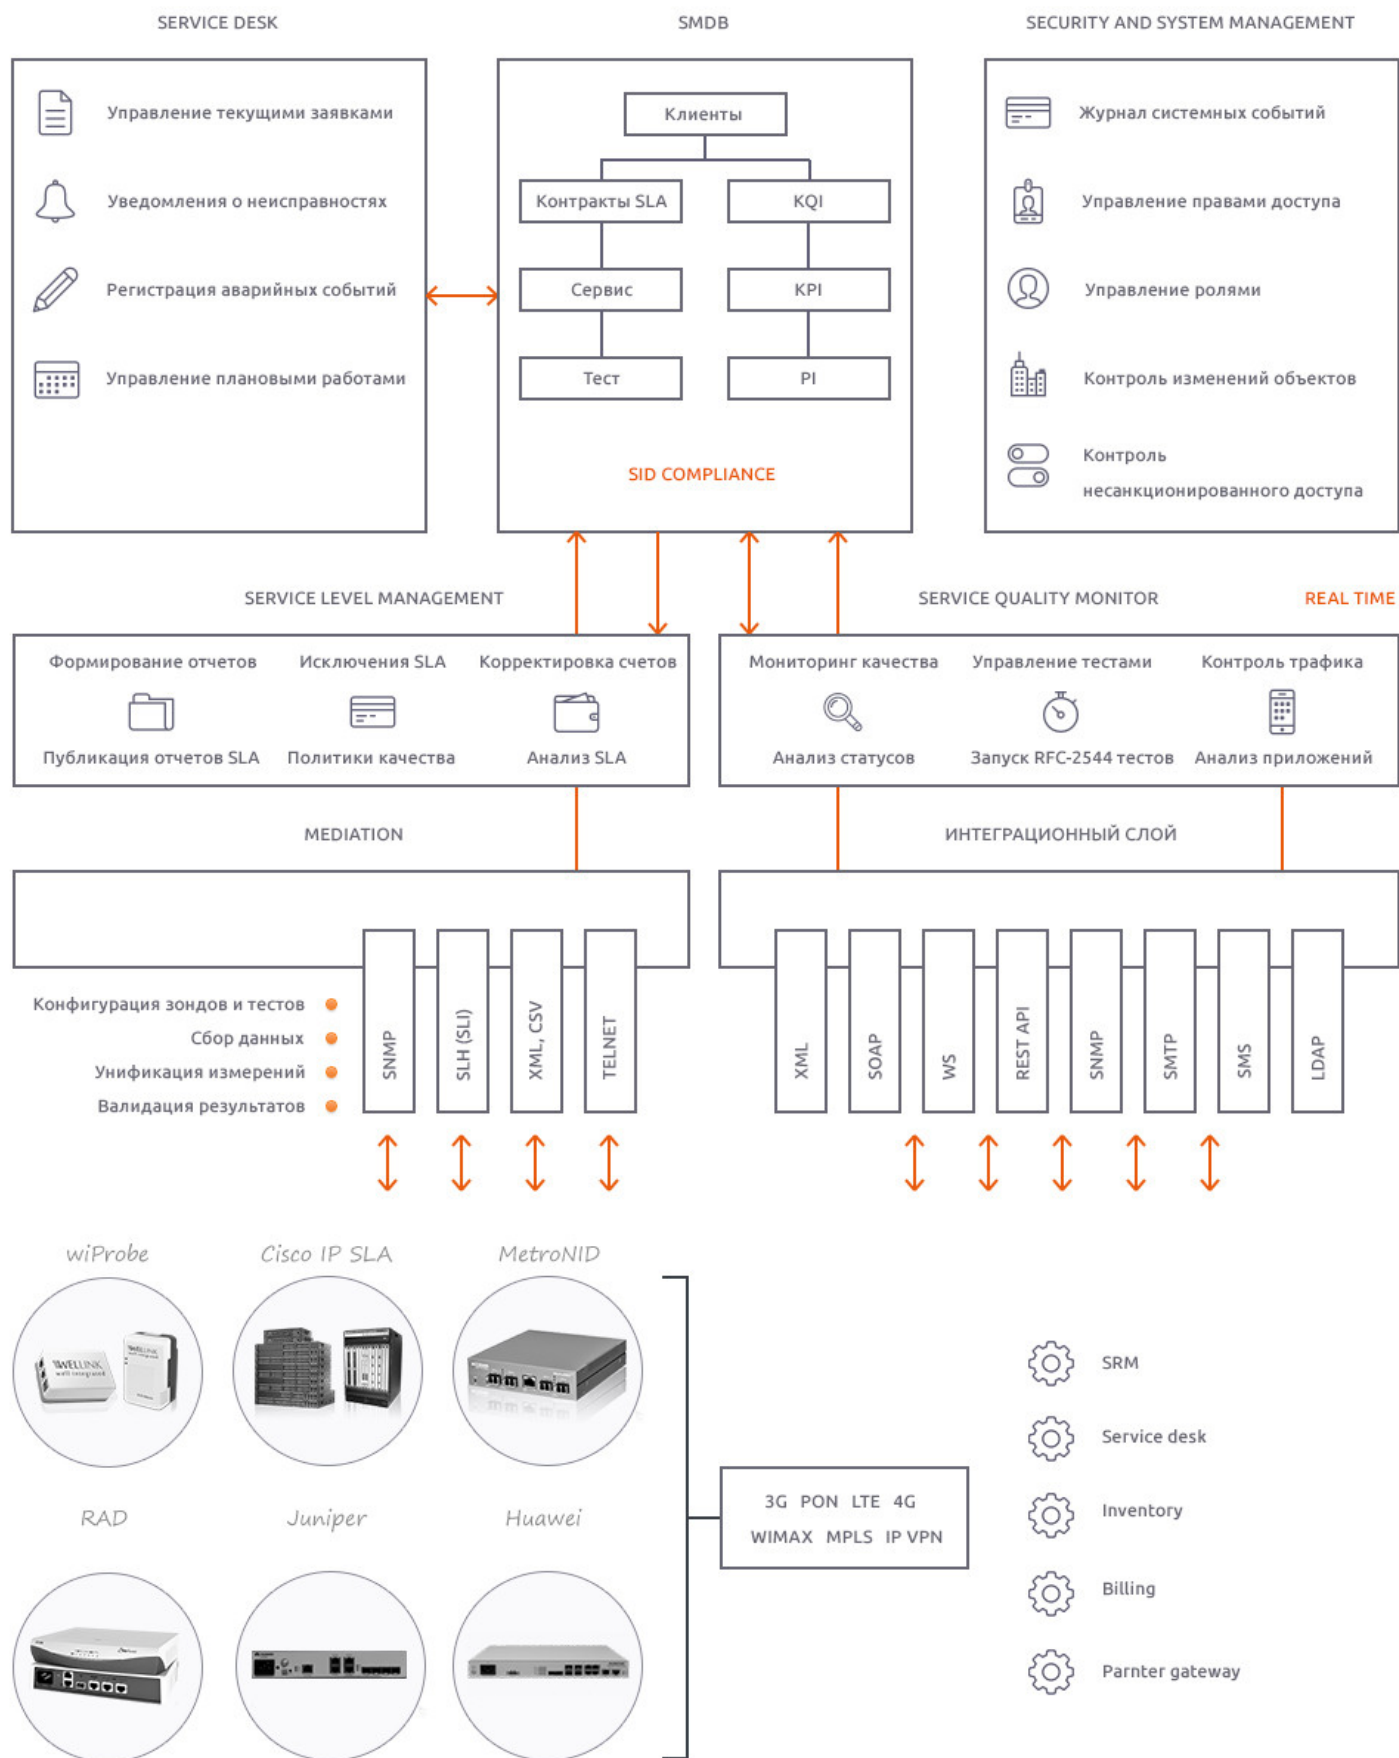 SERVICE DESK
SMDB
SECURITY AND SYSTEM MANAGEMENT
Управление текущими заявками
Уведомления о неисправностях
Регистрация аварийных событий
Управление плановыми работами
Клиенты
Контракты SLA
KQI
Сервис
KPI
Тест
PI
SID COMPLIANCE
Журнал системных событий
Управление правами доступа
Управление ролями
Контроль изменений объектов
Контроль
несанкционированного доступа
SERVICE LEVEL MANAGEMENT
SERVICE QUALITY MONITOR
REAL TIME
Формирование отчетов
Исключения SLA
Корректировка счетов
Публикация отчетов SLA
Политики качества
Анализ SLA
Мониторинг качества
Управление тестами
Контроль трафика
Анализ статусов
Запуск RFC-2544 тестов
Анализ приложений
MEDIATION
ИНТЕГРАЦИОННЫЙ СЛОЙ
Конфигурация зондов и тестов
Сбор данных
Унификация измерений
Валидация результатов
SNMP
SLH (SLI)
XML, CSV
TELNET
XML
SOAP
WS
REST API
SNMP
SMTP
SMS
LDAP
wiProbe
Cisco IP SLA
MetroNID
WELLINK
well integrated
WELLINK
RAD
Juniper
Huawei
3G PON LTE 4G
WIMAX MPLS IP VPN
SRM
Service desk
Inventory
Billing
Parnter gateway